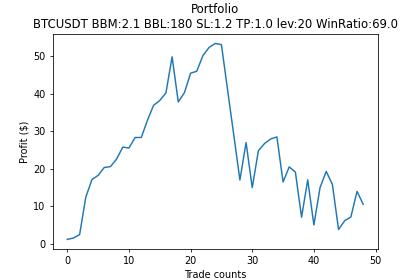 Portfolio
BTCUSDT BBM:2.1 BBL:180 SL:1.2 TP:1.0 lev:20 WinRatio:69.0
50
40
30
20
10
0
Profit ($)
0 10 20 30 40 50
Trade counts